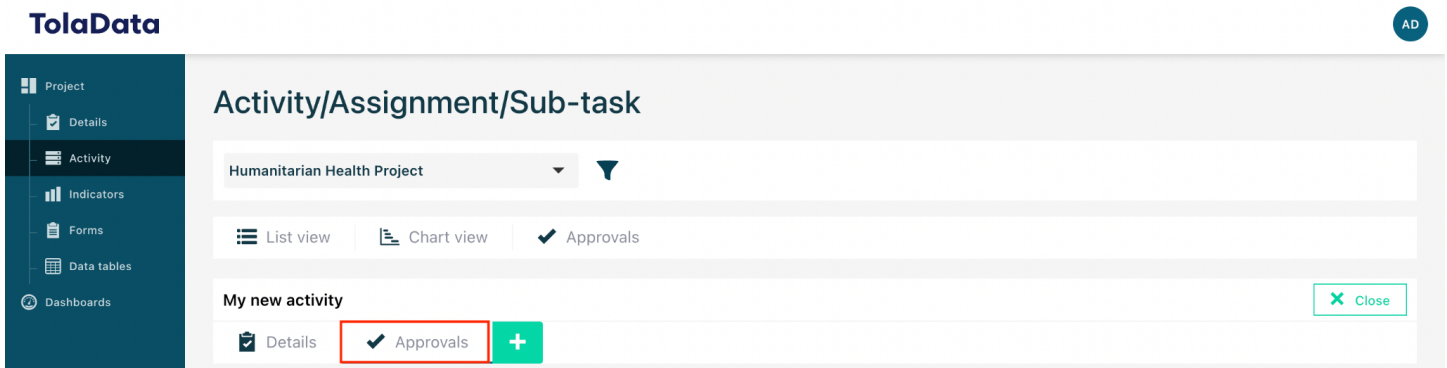 TolaData
AD
Project
Details
Activity
Indicators
Forms
Data tables
Dashboards
Activity/Assignment/Sub-task
Humanitarian Health Project
List view Chart view Approvals
My new activity
Close
Details Approvals